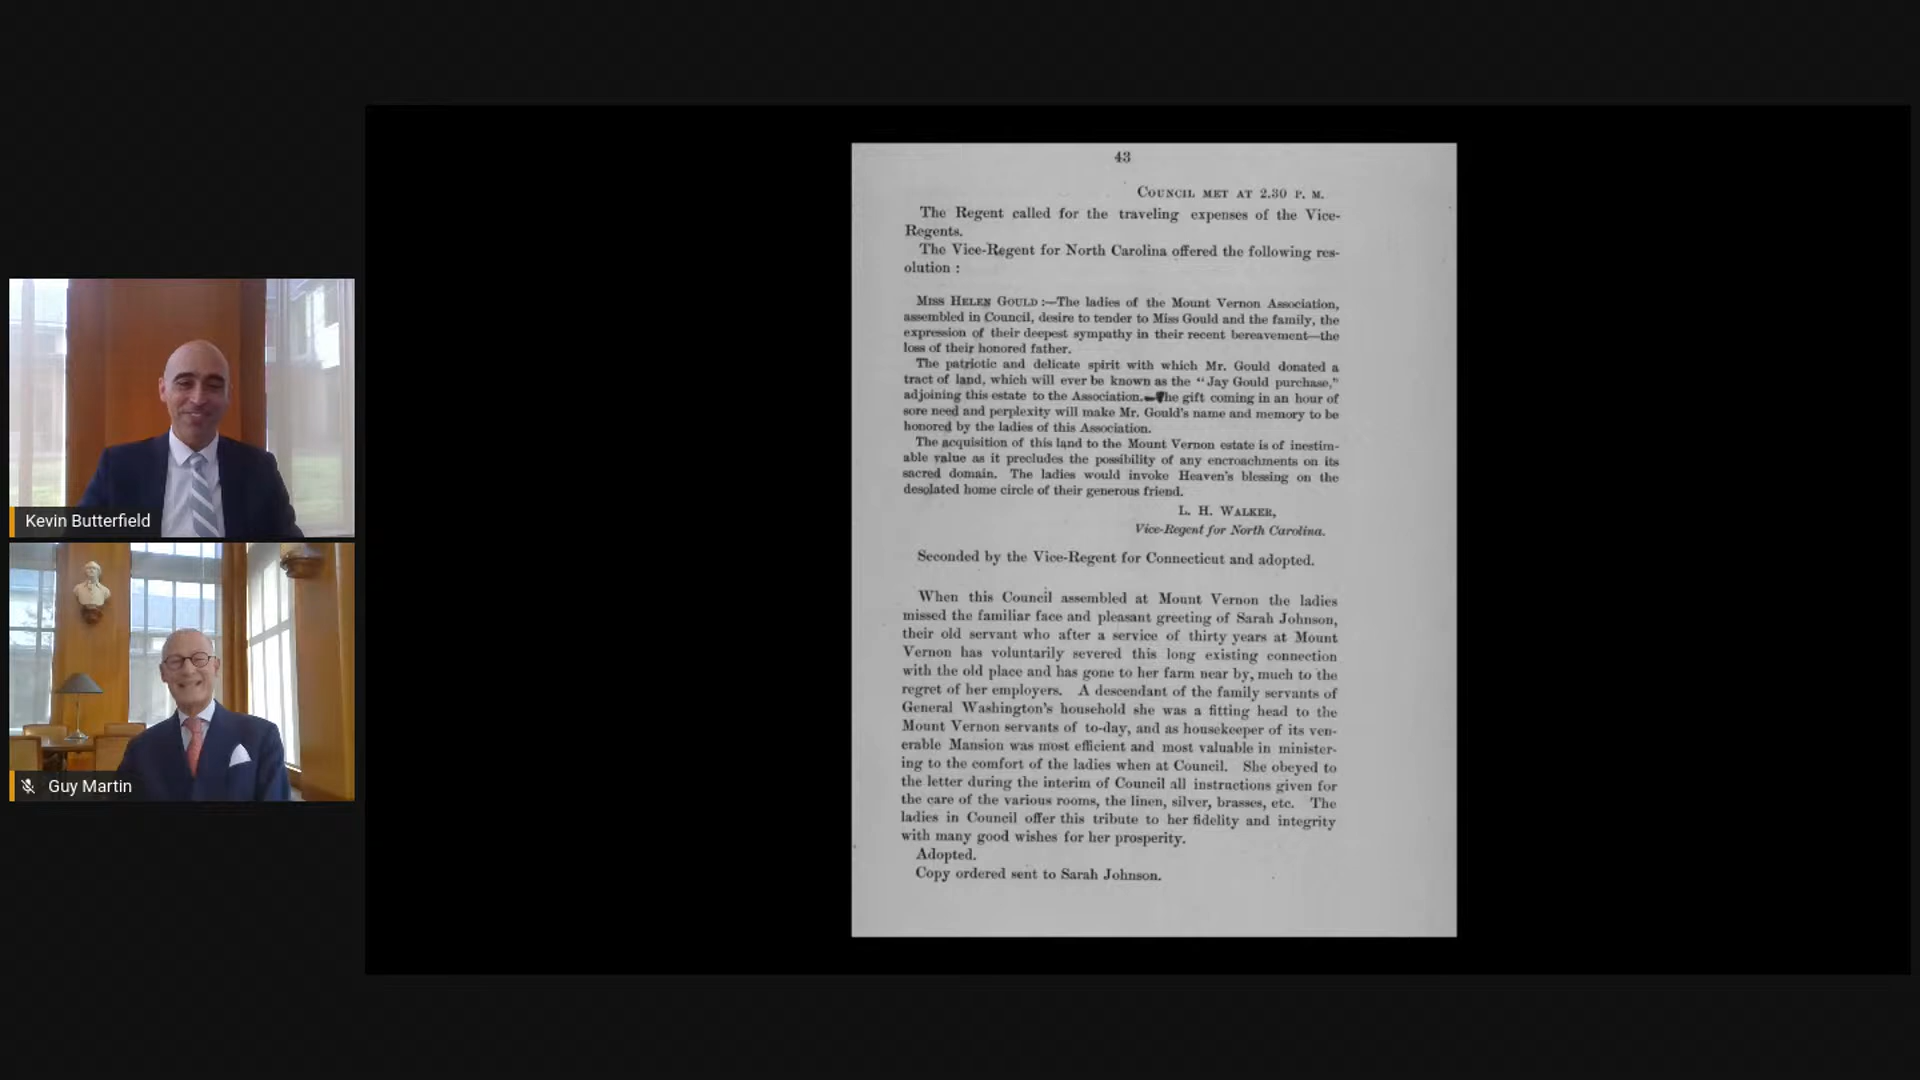 Kevin Butterfield
Guy Martin
43
COUNCIL MET AT 2.30 P. M.
The Regent called for the traveling expenses of the Vice-
Regents.
The Vice-Regent for North Carolina offered the following res-
olution :
MISS HELEN GOULD :—The ladies of the Mount Vernon Association,
assembled in Council, desire to tender to Miss Gould and the family, the
expression of their deepest sympathy in their recent bereavement—the
loss of their honored father.
The patriotic and delicate spirit with which Mr. Gould donated a
tract of land, which will ever be known as the "Jay Gould purchase,"
adjoining this estate to the Association. The gift coming in an hour of
sore need and perplexity will make Mr. Gould's name and memory to be
honored by the ladies of this Association.
The acquisition of this land to the Mount Vernon estate is of inestim-
able value as it precludes the possibility of any encroachments on its
sacred domain. The ladies would invoke Heaven's blessing on the
desolated home circle of their generous friend.
L. H. WALKER,
Vice-Regent for North Carolina.
Seconded by the Vice-Regent for Connecticut and adopted.
When this Council assembled at Mount Vernon the ladies
missed the familiar face and pleasant greeting of Sarah Johnson,
their old servant who after a service of thirty years at Mount
Vernon has voluntarily severed this long existing connection
with the old place and has gone to her farm near by, much to the
regret of her employers. A descendant of the family servants of
General Washington's household she was a fitting head to the
Mount Vernon servants of to-day, and as housekeeper of its ven-
erable Mansion was most efficient and most valuable in minister-
ing to the comfort of the ladies when at Council. She obeyed to
the letter during the interim of Council all instructions given for
the care of the various rooms, the linen, silver, brasses, etc. The
ladies in Council offer this tribute to her fidelity and integrity
with many good wishes for her prosperity.
Adopted.
Copy ordered sent to Sarah Johnson.